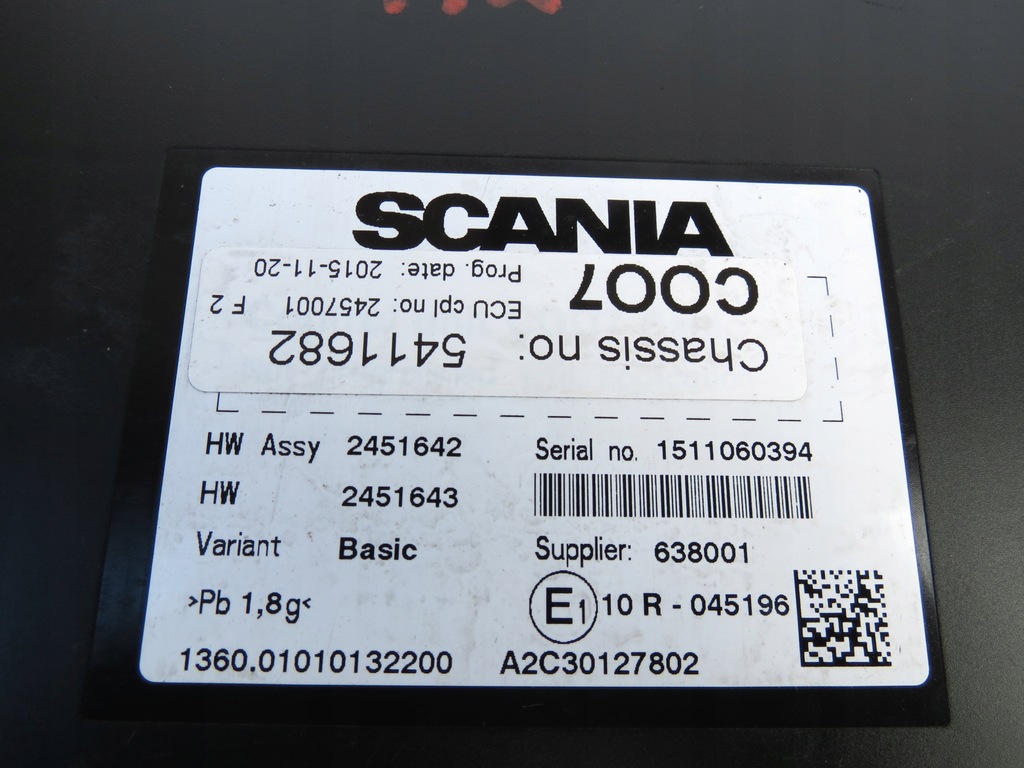 SCANIA
Chassis no: 5411682
COO7 ECU cpl no: 2457001 F 2
Prog. date: 2015-11-20
HW Assy 2451642 Serial no. 1511060394
HW 2451643
Variant Basic Supplier: 638001
>Pb 1,8g< E1 10 R - 045196
1360.01010132200 A2C30127802